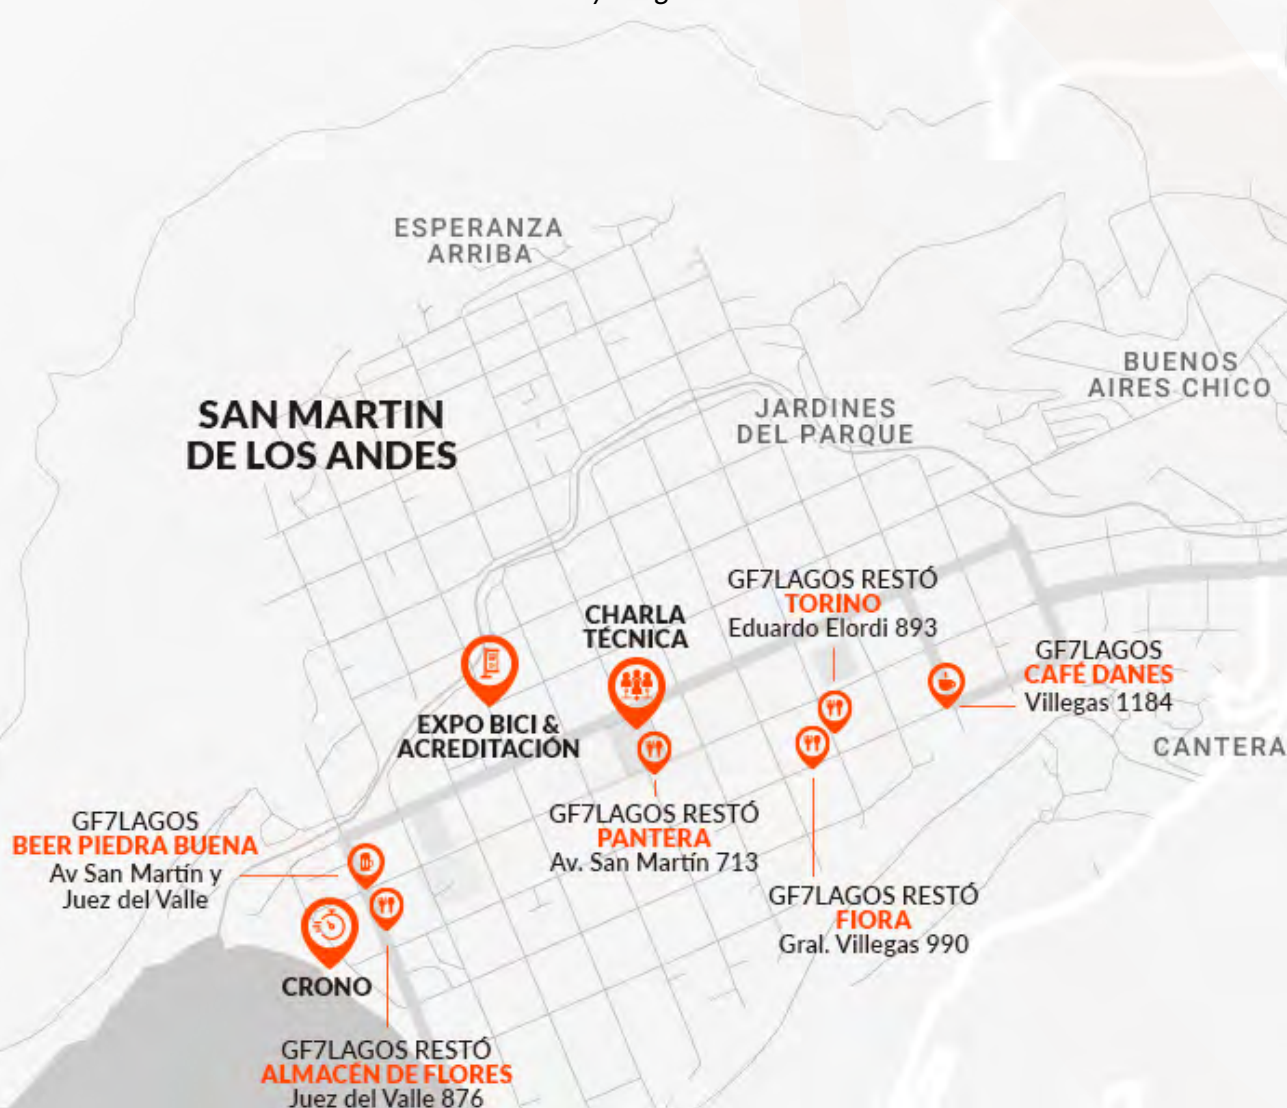 ESPERANZA
ARRIBA
BUENOS
AIRES CHICO
SAN MARTIN
DE LOS ANDES
JARDINES
DEL PARQUE
GF7LAGOS RESTÓ
TORINO
Eduardo Elordi 893
CHARLA
TÉCNICA
GF7LAGOS
CAFÉ DANES
Villegas 1184
EXPO BICI &
ACREDITACIÓN
CANTERA
GF7LAGOS RESTÓ
PANTERA
Av. San Martín 713
GF7LAGOS
BEER PIEDRA BUENA
Av San Martín y
Juez del Valle
GF7LAGOS RESTÓ
FIORA
Gral. Villegas 990
CRONO
GF7LAGOS RESTÓ
ALMACÉN DE FLORES
Juez del Valle 876